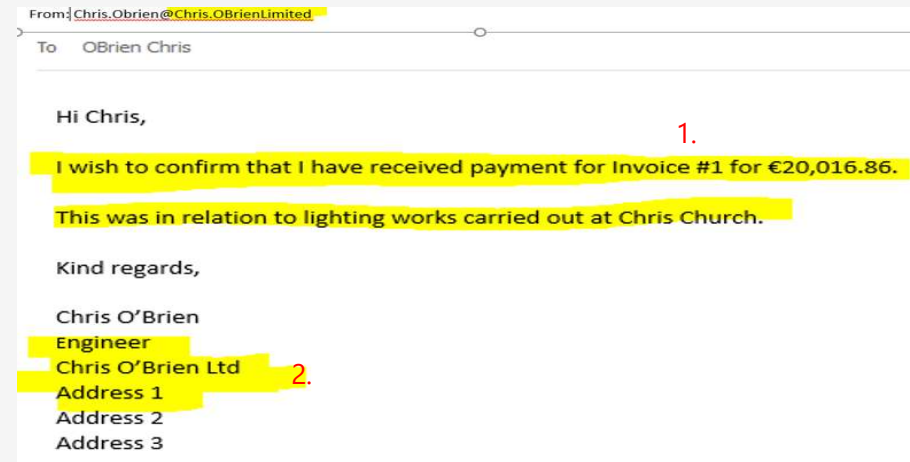 From: Chris.Obrien@Chris.OBrienLimited
To OBrien Chris
Hi Chris,
1.
I wish to confirm that I have received payment for Invoice #1 for €20,016.86.
This was in relation to lighting works carried out at Chris Church.
Kind regards,
Chris O’Brien
Engineer
Chris O’Brien Ltd
2.
Address 1
Address 2
Address 3